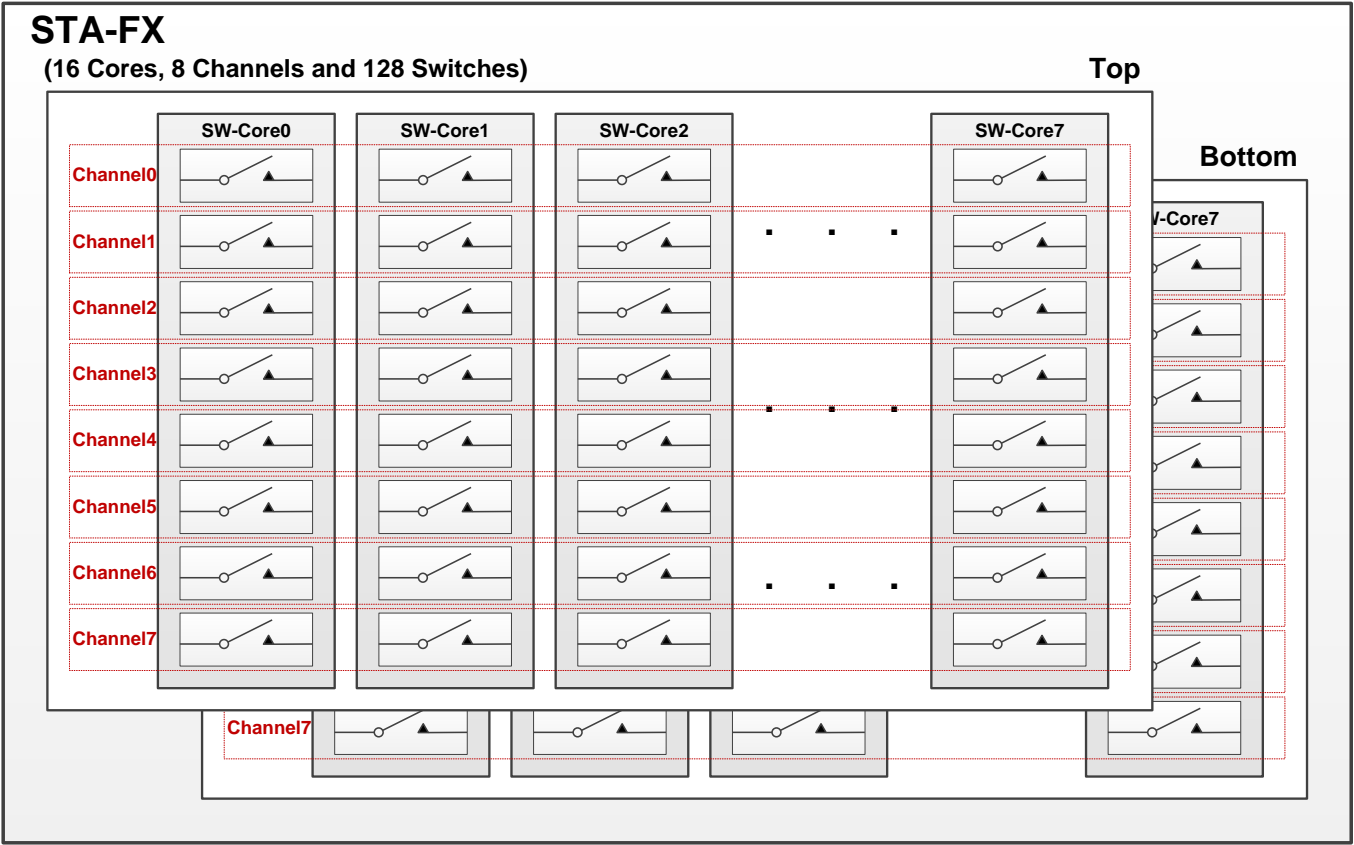 STA-FX
(16 Cores, 8 Channels and 128 Switches)
Top
SW-Core0 SW-Core1 SW-Core2 SW-Core7
Channel0
Bottom
Channel1 . . .
Channel2
Channel3
Channel4 . . .
Channel5
Channel6 . . .
Channel7
-Core7
Channel7